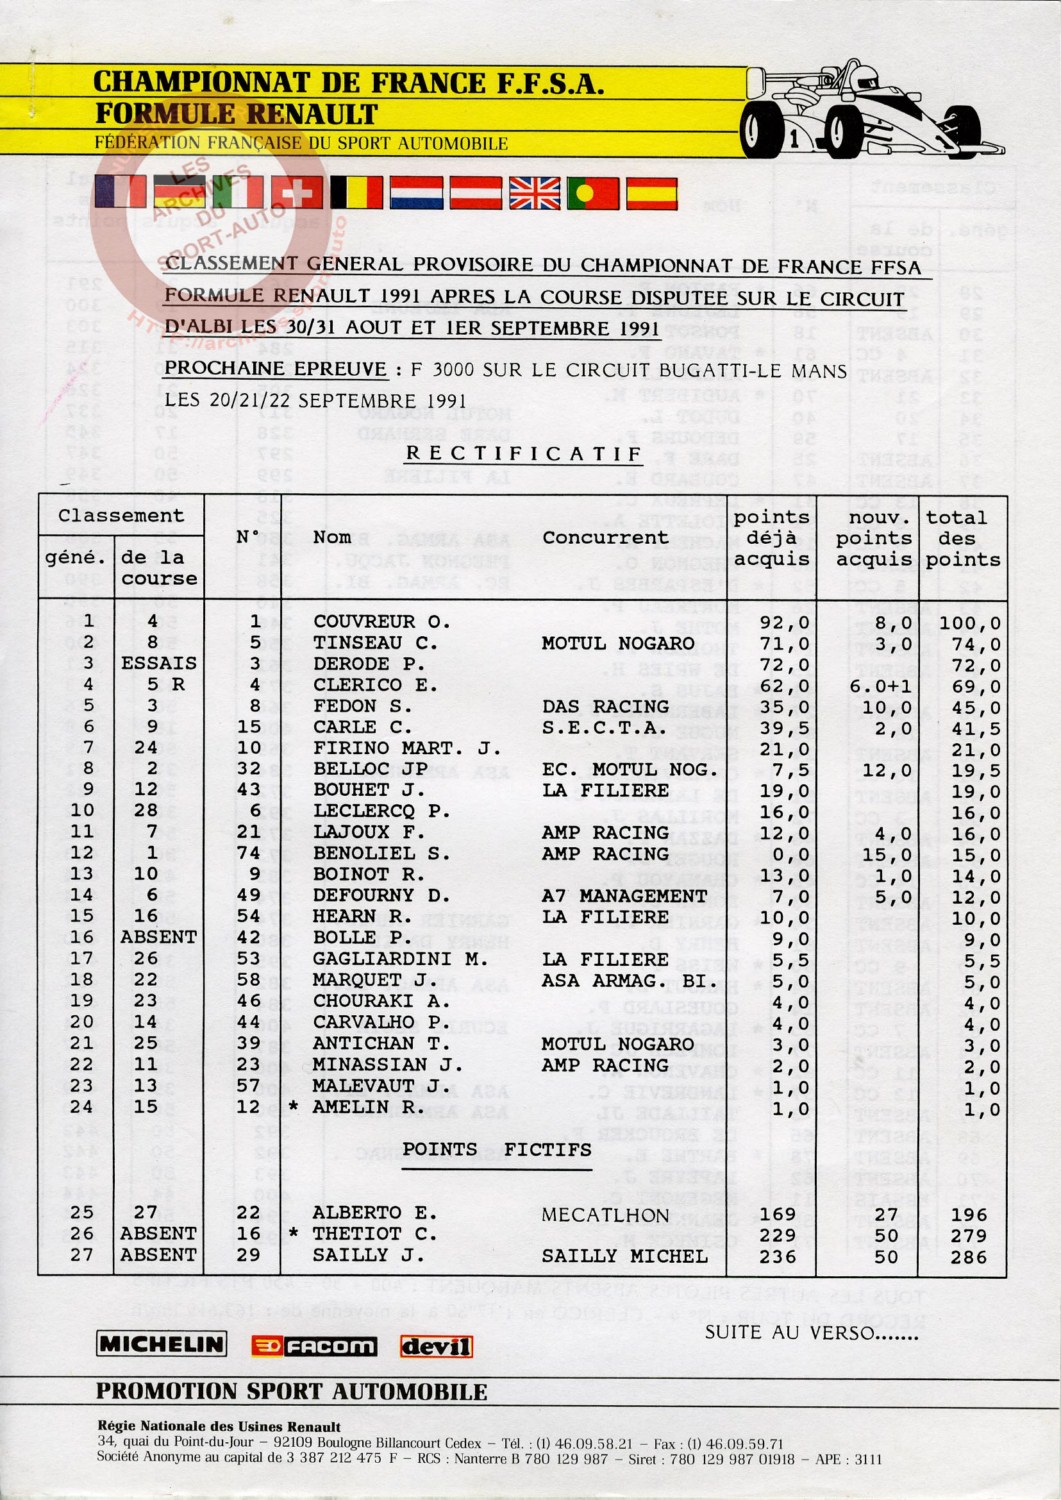 CHAMPIONNAT DE FRANCE F.F.S.A.
FORMULE RENAULT
FÉDÉRATION FRANÇAISE DU SPORT AUTOMOBILE
1
LES
ARCHIVES
DU
SPORT-AUTO
CLASSEMENT GENERAL PROVISOIRE DU CHAMPIONNAT DE FRANCE FFSA
FORMULE RENAULT 1991 APRES LA COURSE DISPUTEE SUR LE CIRCUIT
D'ALBI LES 30/31 AOUT ET 1ER SEPTEMBRE 1991
PROCHAINE EPREUVE : F 3000 SUR LE CIRCUIT BUGATTI-LE MANS
LES 20/21/22 SEPTEMBRE 1991
RECTIFICATIF
Classement N° Nom Concurrent points déjà acquis nouv. points acquis total des points
géné. de la course
1 4 1 COUVREUR O. 92,0 8,0 100,0
2 8 5 TINSEAU C. MOTUL NOGARO 71,0 3,0 74,0
3 ESSAIS 7 DERODE P. 72,0 72,0
4 5 R 4 CLERICO E. 62,0 6.0+1 69,0
5 3 8 FEDON S. DAS RACING 35,0 10,0 45,0
6 9 15 CARLE C. S.E.C.T.A. 39,5 2,0 41,5
7 24 10 FIRINO MART. J. 21,0 21,0
8 2 32 BELLOC JP EC. MOTUL NOG. 7,5 12,0 19,5
9 12 43 BOUHET J. LA FILIERE 19,0 19,0
10 28 6 LECLERCQ P. 16,0 16,0
11 7 21 LAJOUX F. AMP RACING 12,0 4,0 16,0
12 1 74 BENOLIEL S. AMP RACING 0,0 15,0 15,0
13 10 9 BOINOT R. 13,0 1,0 14,0
14 6 49 DEFOURNY D. A7 MANAGEMENT 7,0 5,0 12,0
15 16 54 HEARN R. LA FILIERE 10,0 10,0
16 ABSENT 42 BOLLE P. 9,0 9,0
17 26 53 GAGLIARDINI M. LA FILIERE 5,5 5,5
18 22 58 MARQUET J. ASA ARMAG. BI. 5,0 5,0
19 23 46 CHOURAKI A. 4,0 4,0
20 14 44 CARVALHO P. 4,0 4,0
21 25 39 ANTICHAN T. MOTUL NOGARO 3,0 3,0
22 11 23 MINASSIAN J. AMP RACING 2,0 2,0
23 13 57 MALEVAUT J. 1,0 1,0
24 15 12 * AMELIN R. 1,0 1,0
POINTS FICTIFS
25 27 22 ALBERTO E. MECATLHON 169 27 196
26 ABSENT 16 * THETIOT C. 229 50 279
27 ABSENT 29 SAILLY J. SAILLY MICHEL 236 50 286
SUITE AU VERSO.......
MICHELIN FACOM devil
PROMOTION SPORT AUTOMOBILE
Régie Nationale des Usines Renault
34, quai du Point-du-Jour – 92109 Boulogne Billancourt Cedex – Tél. : (1) 46.09.58.21 – Fax : (1) 46.09.59.71
Société Anonyme au capital de 3 387 212 475 F – RCS : Nanterre B 780 129 987 – Siret : 780 129 987 01918 – APE : 3111